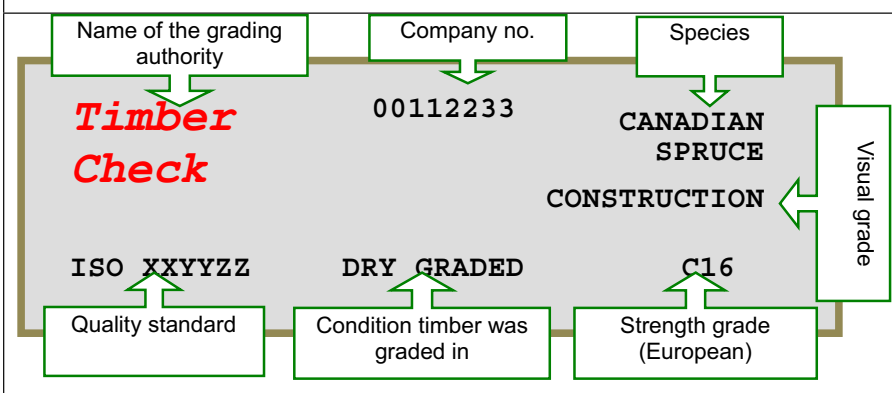 Name of the grading
authority
Company no.
Species
Timber
Check
00112233
CANADIAN
SPRUCE
CONSTRUCTION
Visual grade
ISO XXYYZZ
DRY GRADED
C16
Quality standard
Condition timber was
graded in
Strength grade
(European)